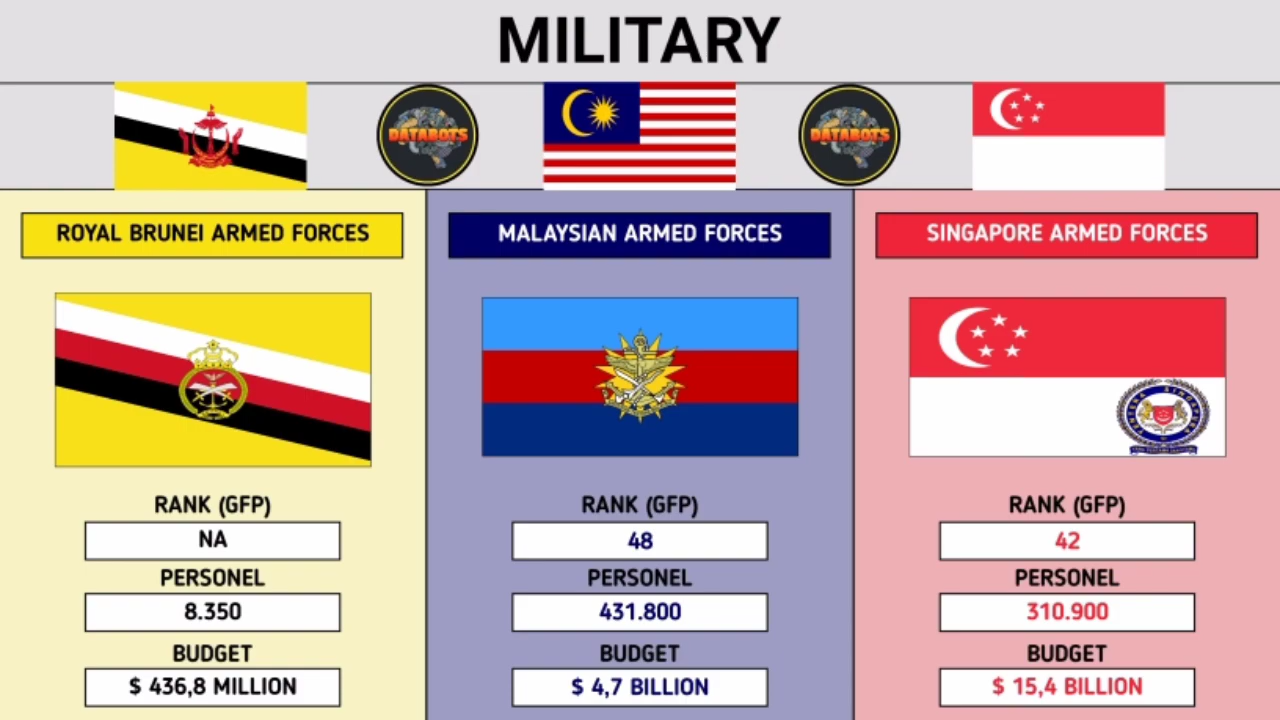 MILITARY
DATABOTS
DATABOTS
ROYAL BRUNEI ARMED FORCES
MALAYSIAN ARMED FORCES
SINGAPORE ARMED FORCES
RANK (GFP)
NA
PERSONEL
8.350
BUDGET
$ 436,8 MILLION
RANK (GFP)
48
PERSONEL
431.800
BUDGET
$ 4,7 BILLION
RANK (GFP)
42
PERSONEL
310.900
BUDGET
$ 15,4 BILLION